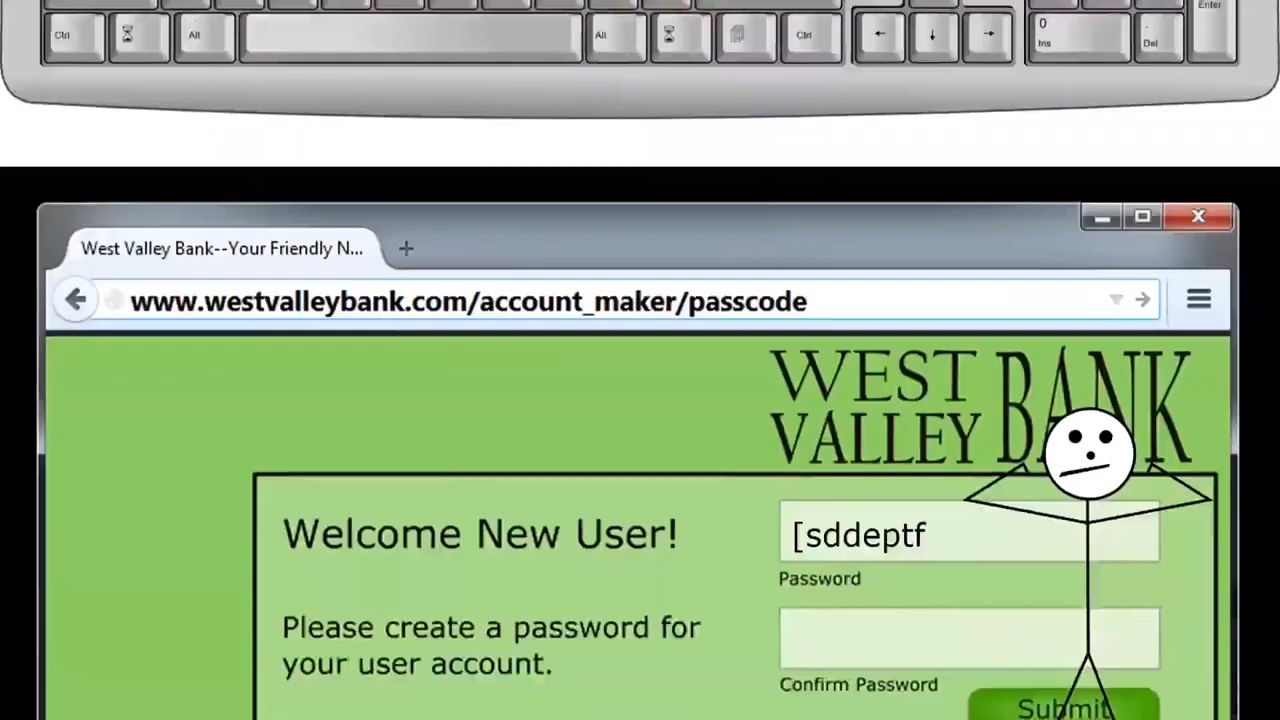 Enter
Ctrl
Alt
Alt
Ctrl
0
Ins
.
Del
West Valley Bank--Your Friendly N...
www.westvalleybank.com/account_maker/passcode
WEST VALLEY BANK
Welcome New User!
[sddeptf
Password
Please create a password for
your user account.
Confirm Password
Submit